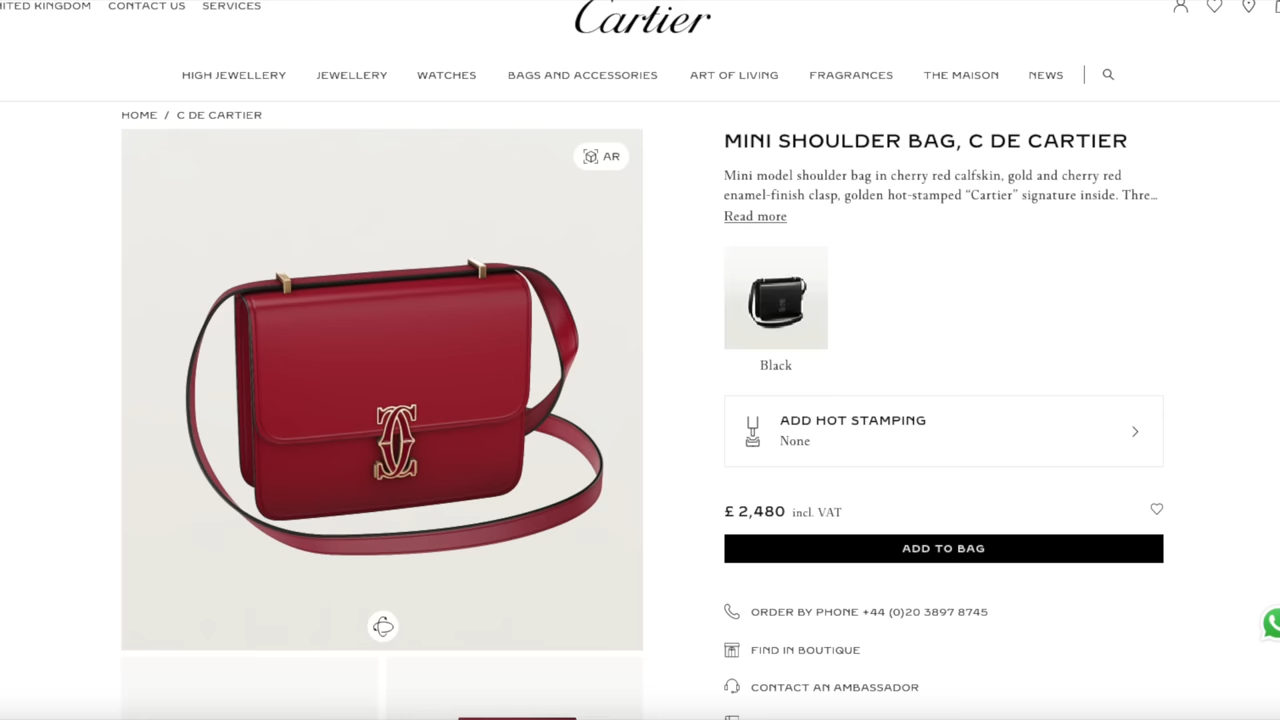 UNITED KINGDOM CONTACT US SERVICES
Cartier
HIGH JEWELLERY JEWELLERY WATCHES BAGS AND ACCESSORIES ART OF LIVING FRAGRANCES THE MAISON NEWS
HOME / C DE CARTIER
AR
MINI SHOULDER BAG, C DE CARTIER
Mini model shoulder bag in cherry red calfskin, gold and cherry red
enamel-finish clasp, golden hot-stamped “Cartier” signature inside. Thre...
Read more
Black
ADD HOT STAMPING
None
£ 2,480 incl. VAT
ADD TO BAG
ORDER BY PHONE +44 (0)20 3897 8745
FIND IN BOUTIQUE
CONTACT AN AMBASSADOR